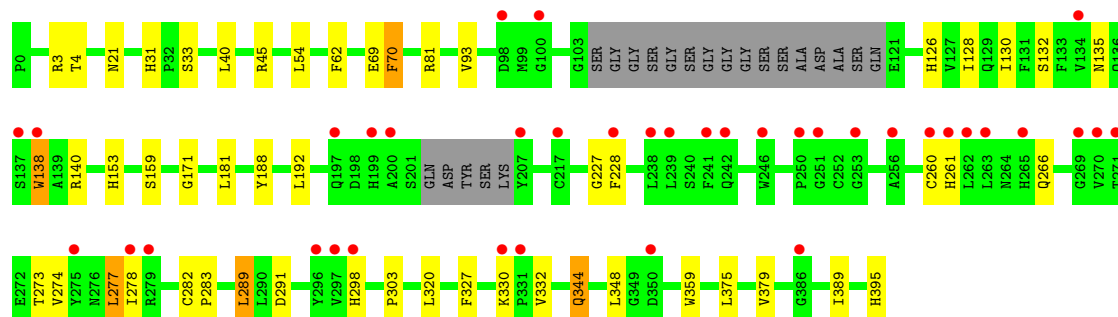 P0 R3 T4 N21 H31 P32 S33 L40 R45 L54 F62 E69 F70 R81 V93 D98 M99 G100 G103 SER GLY GLY SER GLY SER GLY GLY GLY SER SER ALA ASP ALA SER GLN E121 H126 V127 I128 Q129 I130 F131 S132 F133 V134 N135 Q136
S137 W138 A139 R140 H153 S159 G171 L181 Y188 L192 Q197 D198 H199 A200 S201 GLN ASP TYR SER LYS Y207 C217 G227 F228 L238 L239 S240 F241 Q242 W246 P250 G251 C252 G253 A256 C260 H261 L262 L263 N264 H265 Q266 G269 V270 T271
E272 T273 V274 Y275 N276 L277 I278 R279 C282 P283 L289 L290 D291 Y296 V297 H298 P303 L320 F327 K330 P331 V332 Q344 L348 G349 D350 W359 L375 V379 G386 I389 H395